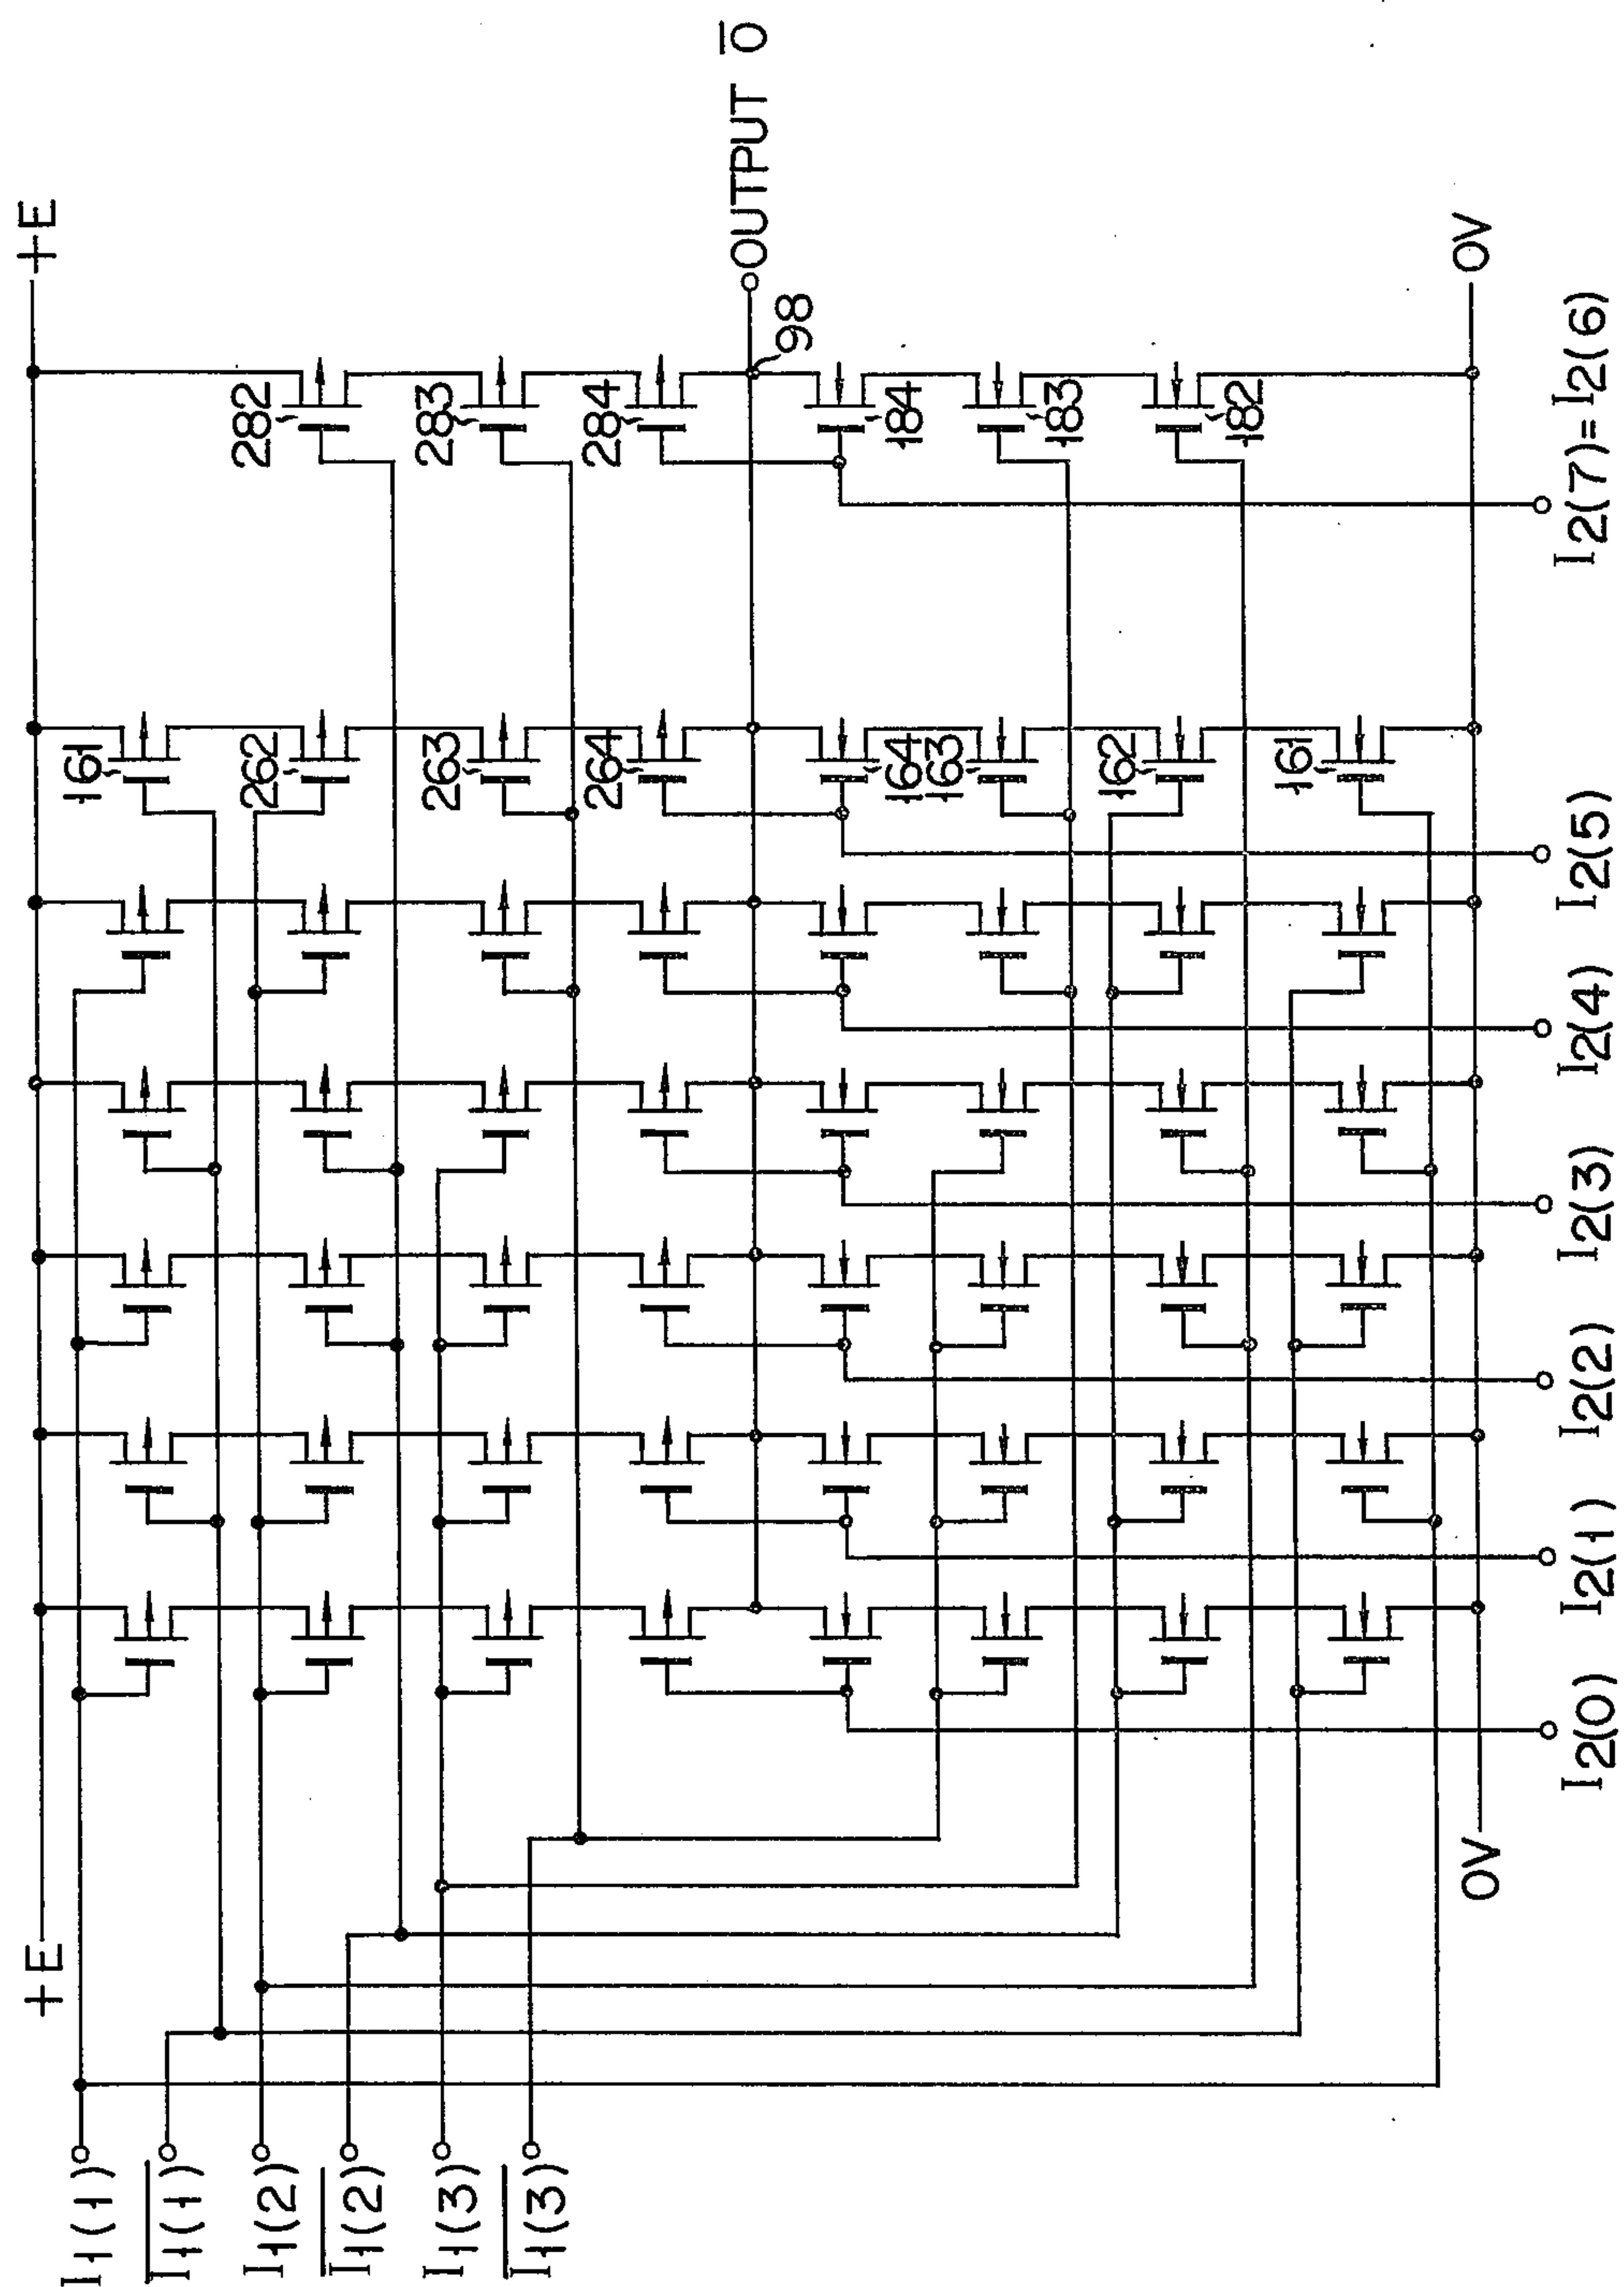 +E
+E
I1(1)
I1(1)‾
I1(2)
I1(2)‾
I1(3)
I1(3)‾
161
282
262
283
263
284
264
OUTPUT O‾
98
184
164
183
163
182
162
161
0V
0V
I2(0)
I2(1)
I2(2)
I2(3)
I2(4)
I2(5)
I2(7)=I2(6)